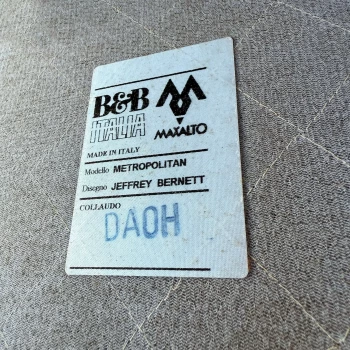 B&B
ITALIA
MAXALTO
MADE IN ITALY
Modello METROPOLITAN
Disegno JEFFREY BERNETT
COLLAUDO
DAOH